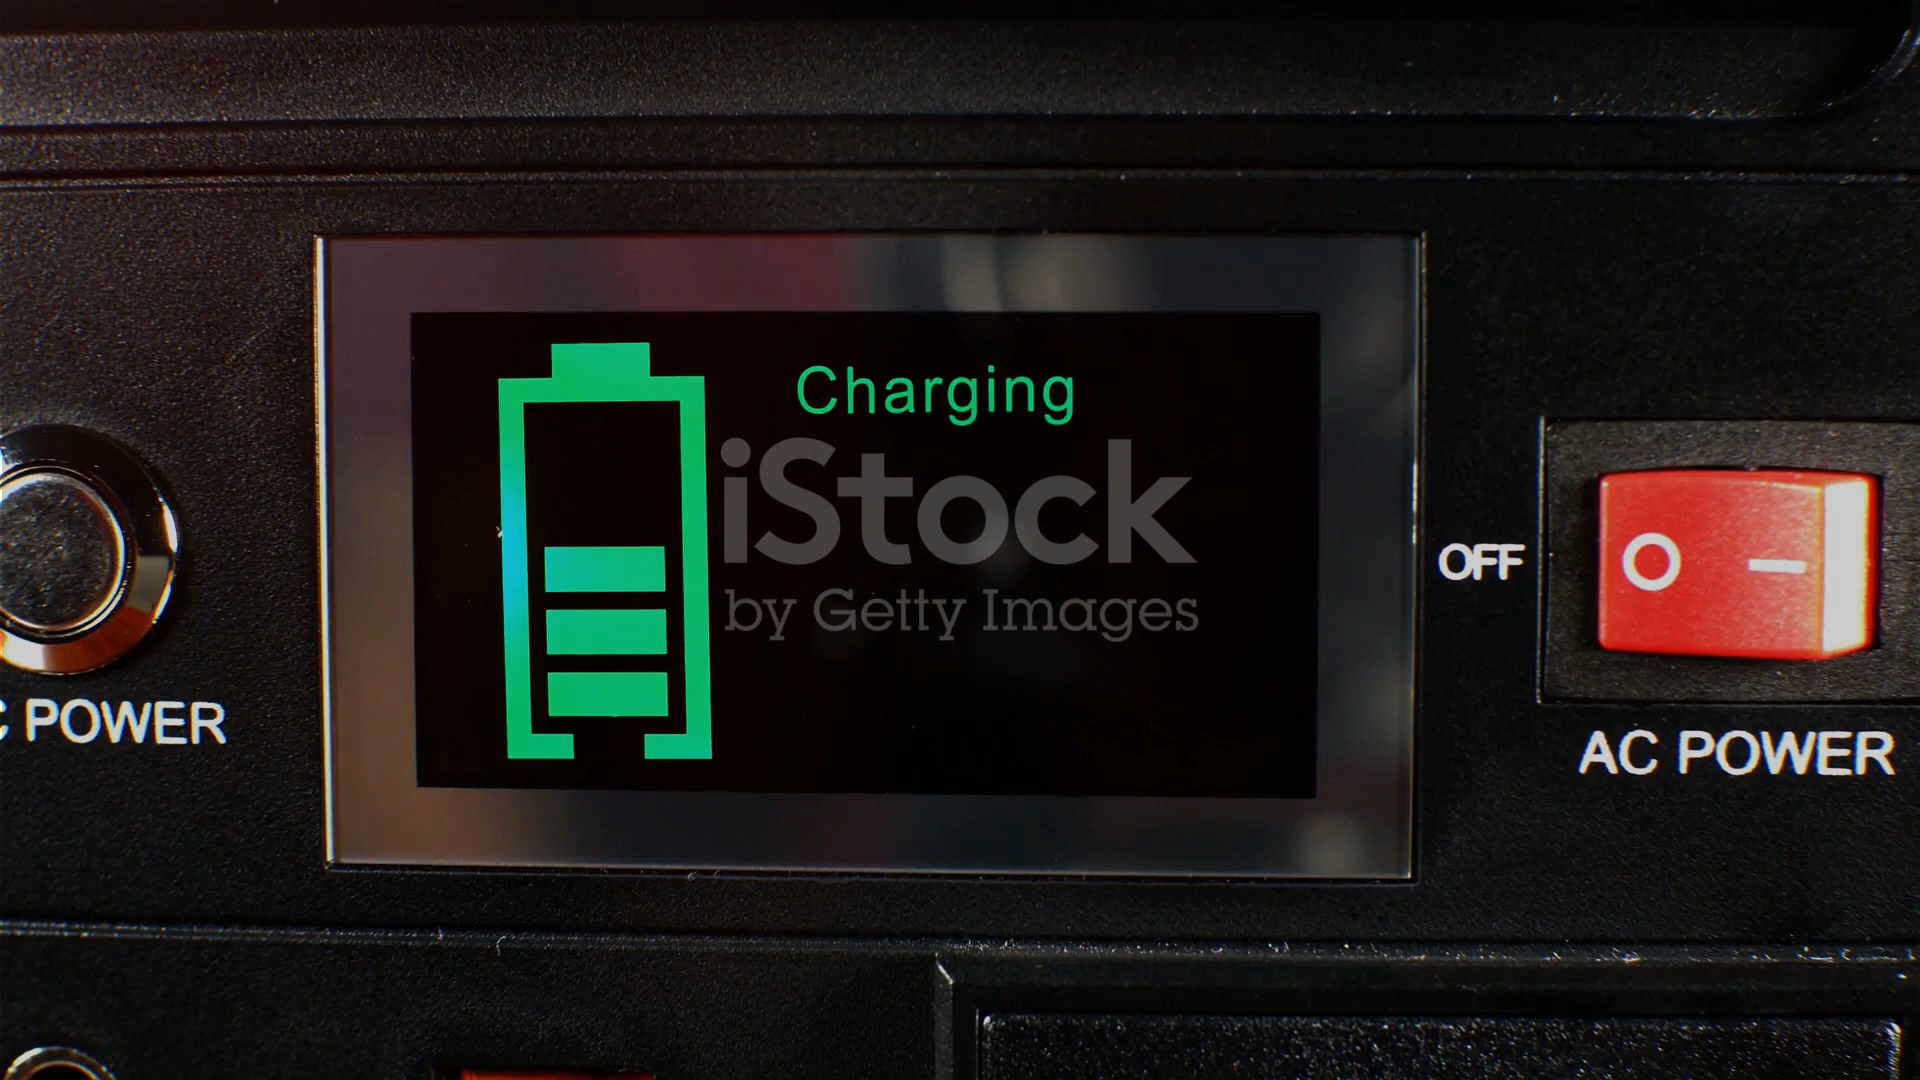 Charging
iStock
by Getty Images
OFF
O –
C POWER
AC POWER